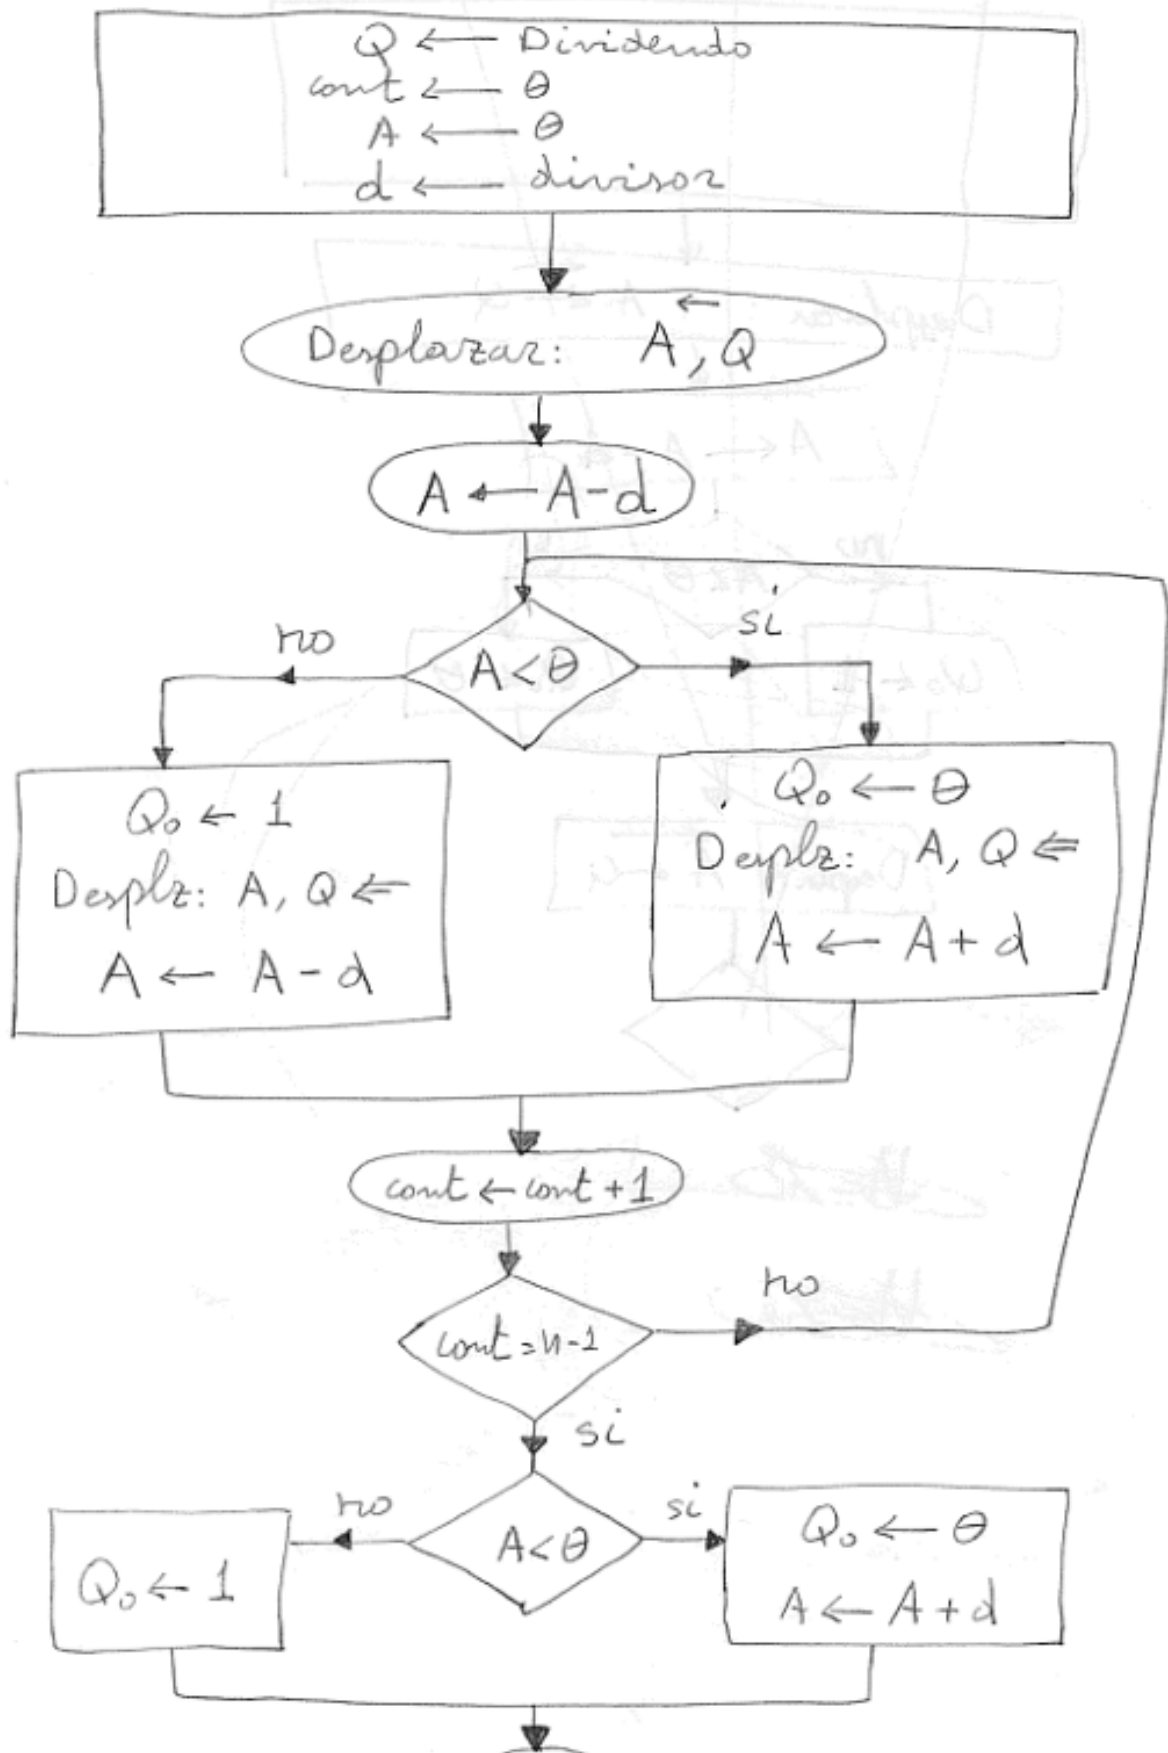 Q ← Dividendo
cont ← 0
A ← 0
d ← divisor
Desplazar: A, Q ←
A ← A - d
A < 0
no
si
Q₀ ← 1
Desplz: A, Q ⇐
A ← A - d
Q₀ ← 0
Desplz: A, Q ⇐
A ← A + d
cont ← cont + 1
cont = n-1
no
si
A < 0
no
si
Q₀ ← 1
Q₀ ← 0
A ← A + d